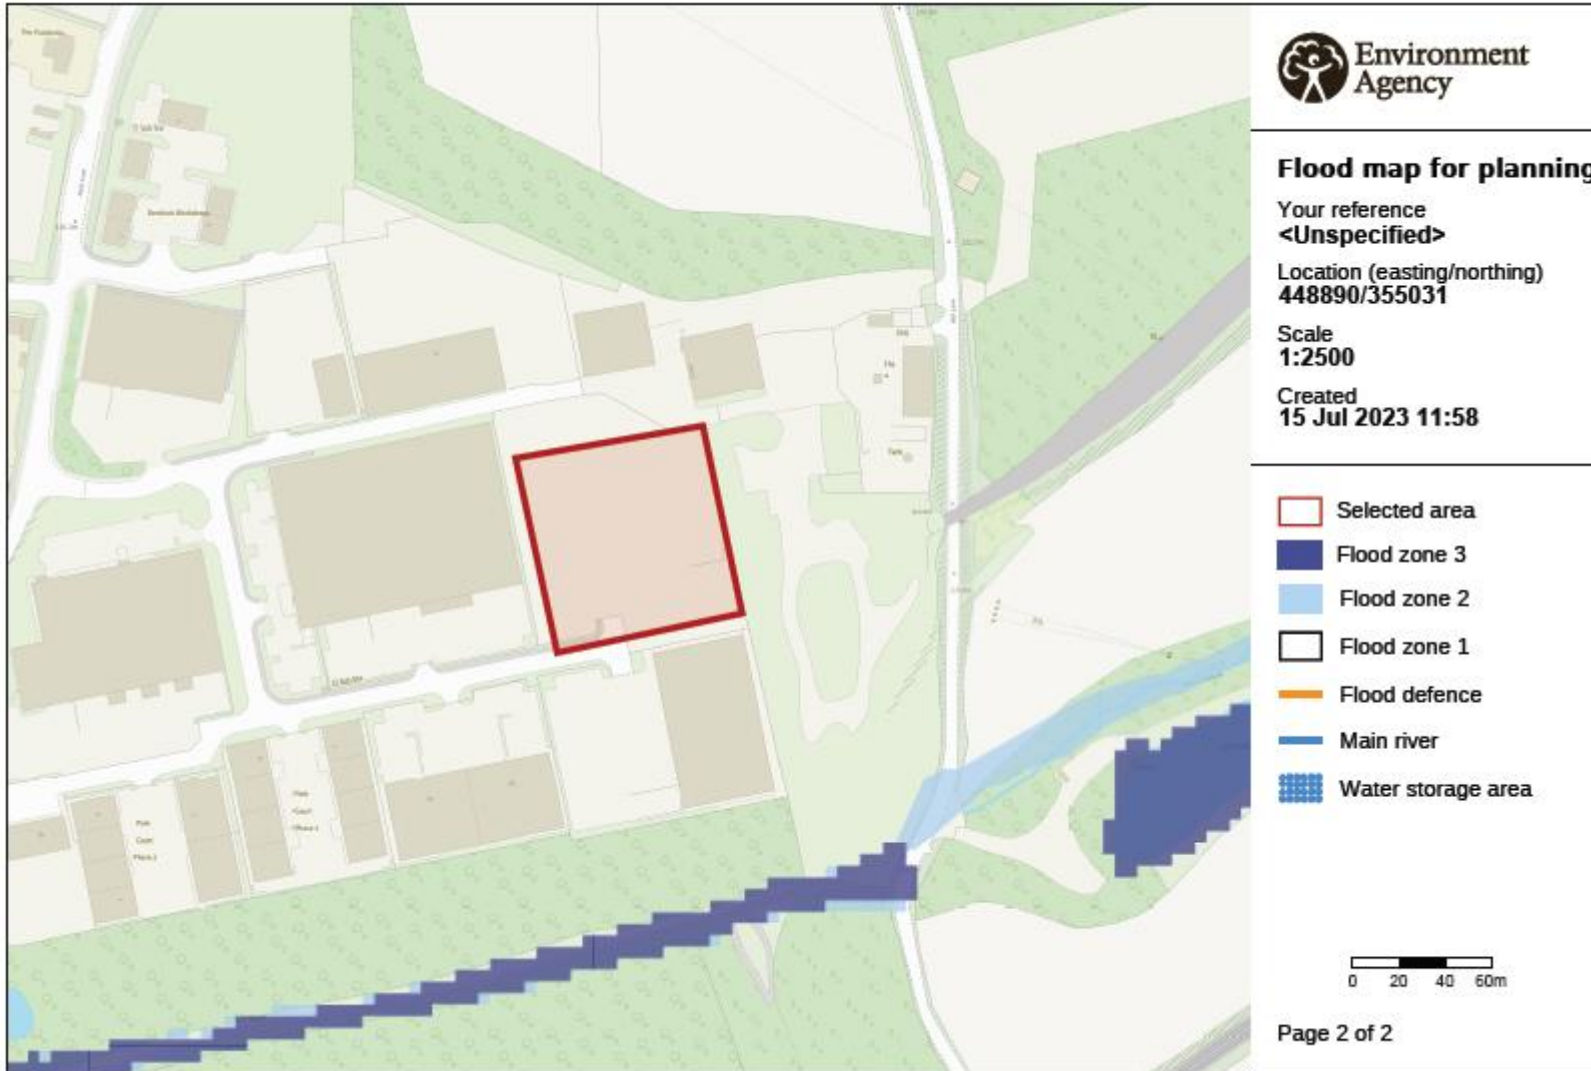 Environment
Agency
Flood map for planning
Your reference
<Unspecified>
Location (easting/northing)
448890/355031
Scale
1:2500
Created
15 Jul 2023 11:58
Selected area
Flood zone 3
Flood zone 2
Flood zone 1
Flood defence
Main river
Water storage area
0 20 40 60m
Page 2 of 2